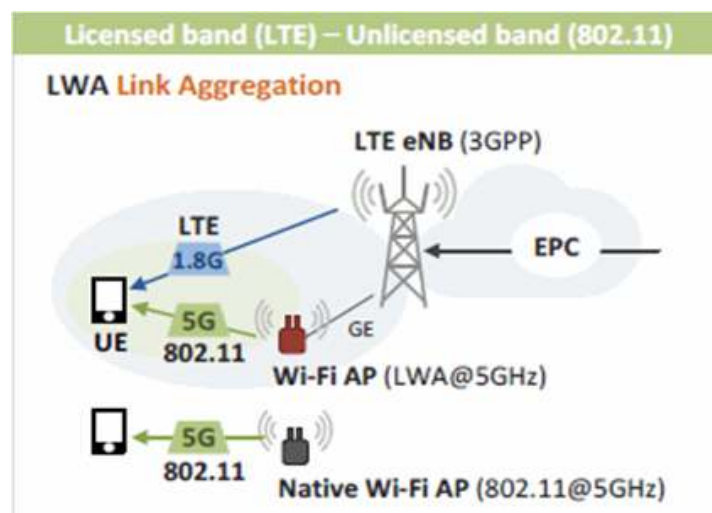 Licensed band (LTE) – Unlicensed band (802.11)
LWA Link Aggregation
LTE eNB (3GPP)
LTE
1.8G
EPC
UE
5G
802.11
GE
Wi-Fi AP (LWA@5GHz)
5G
802.11
Native Wi-Fi AP (802.11@5GHz)